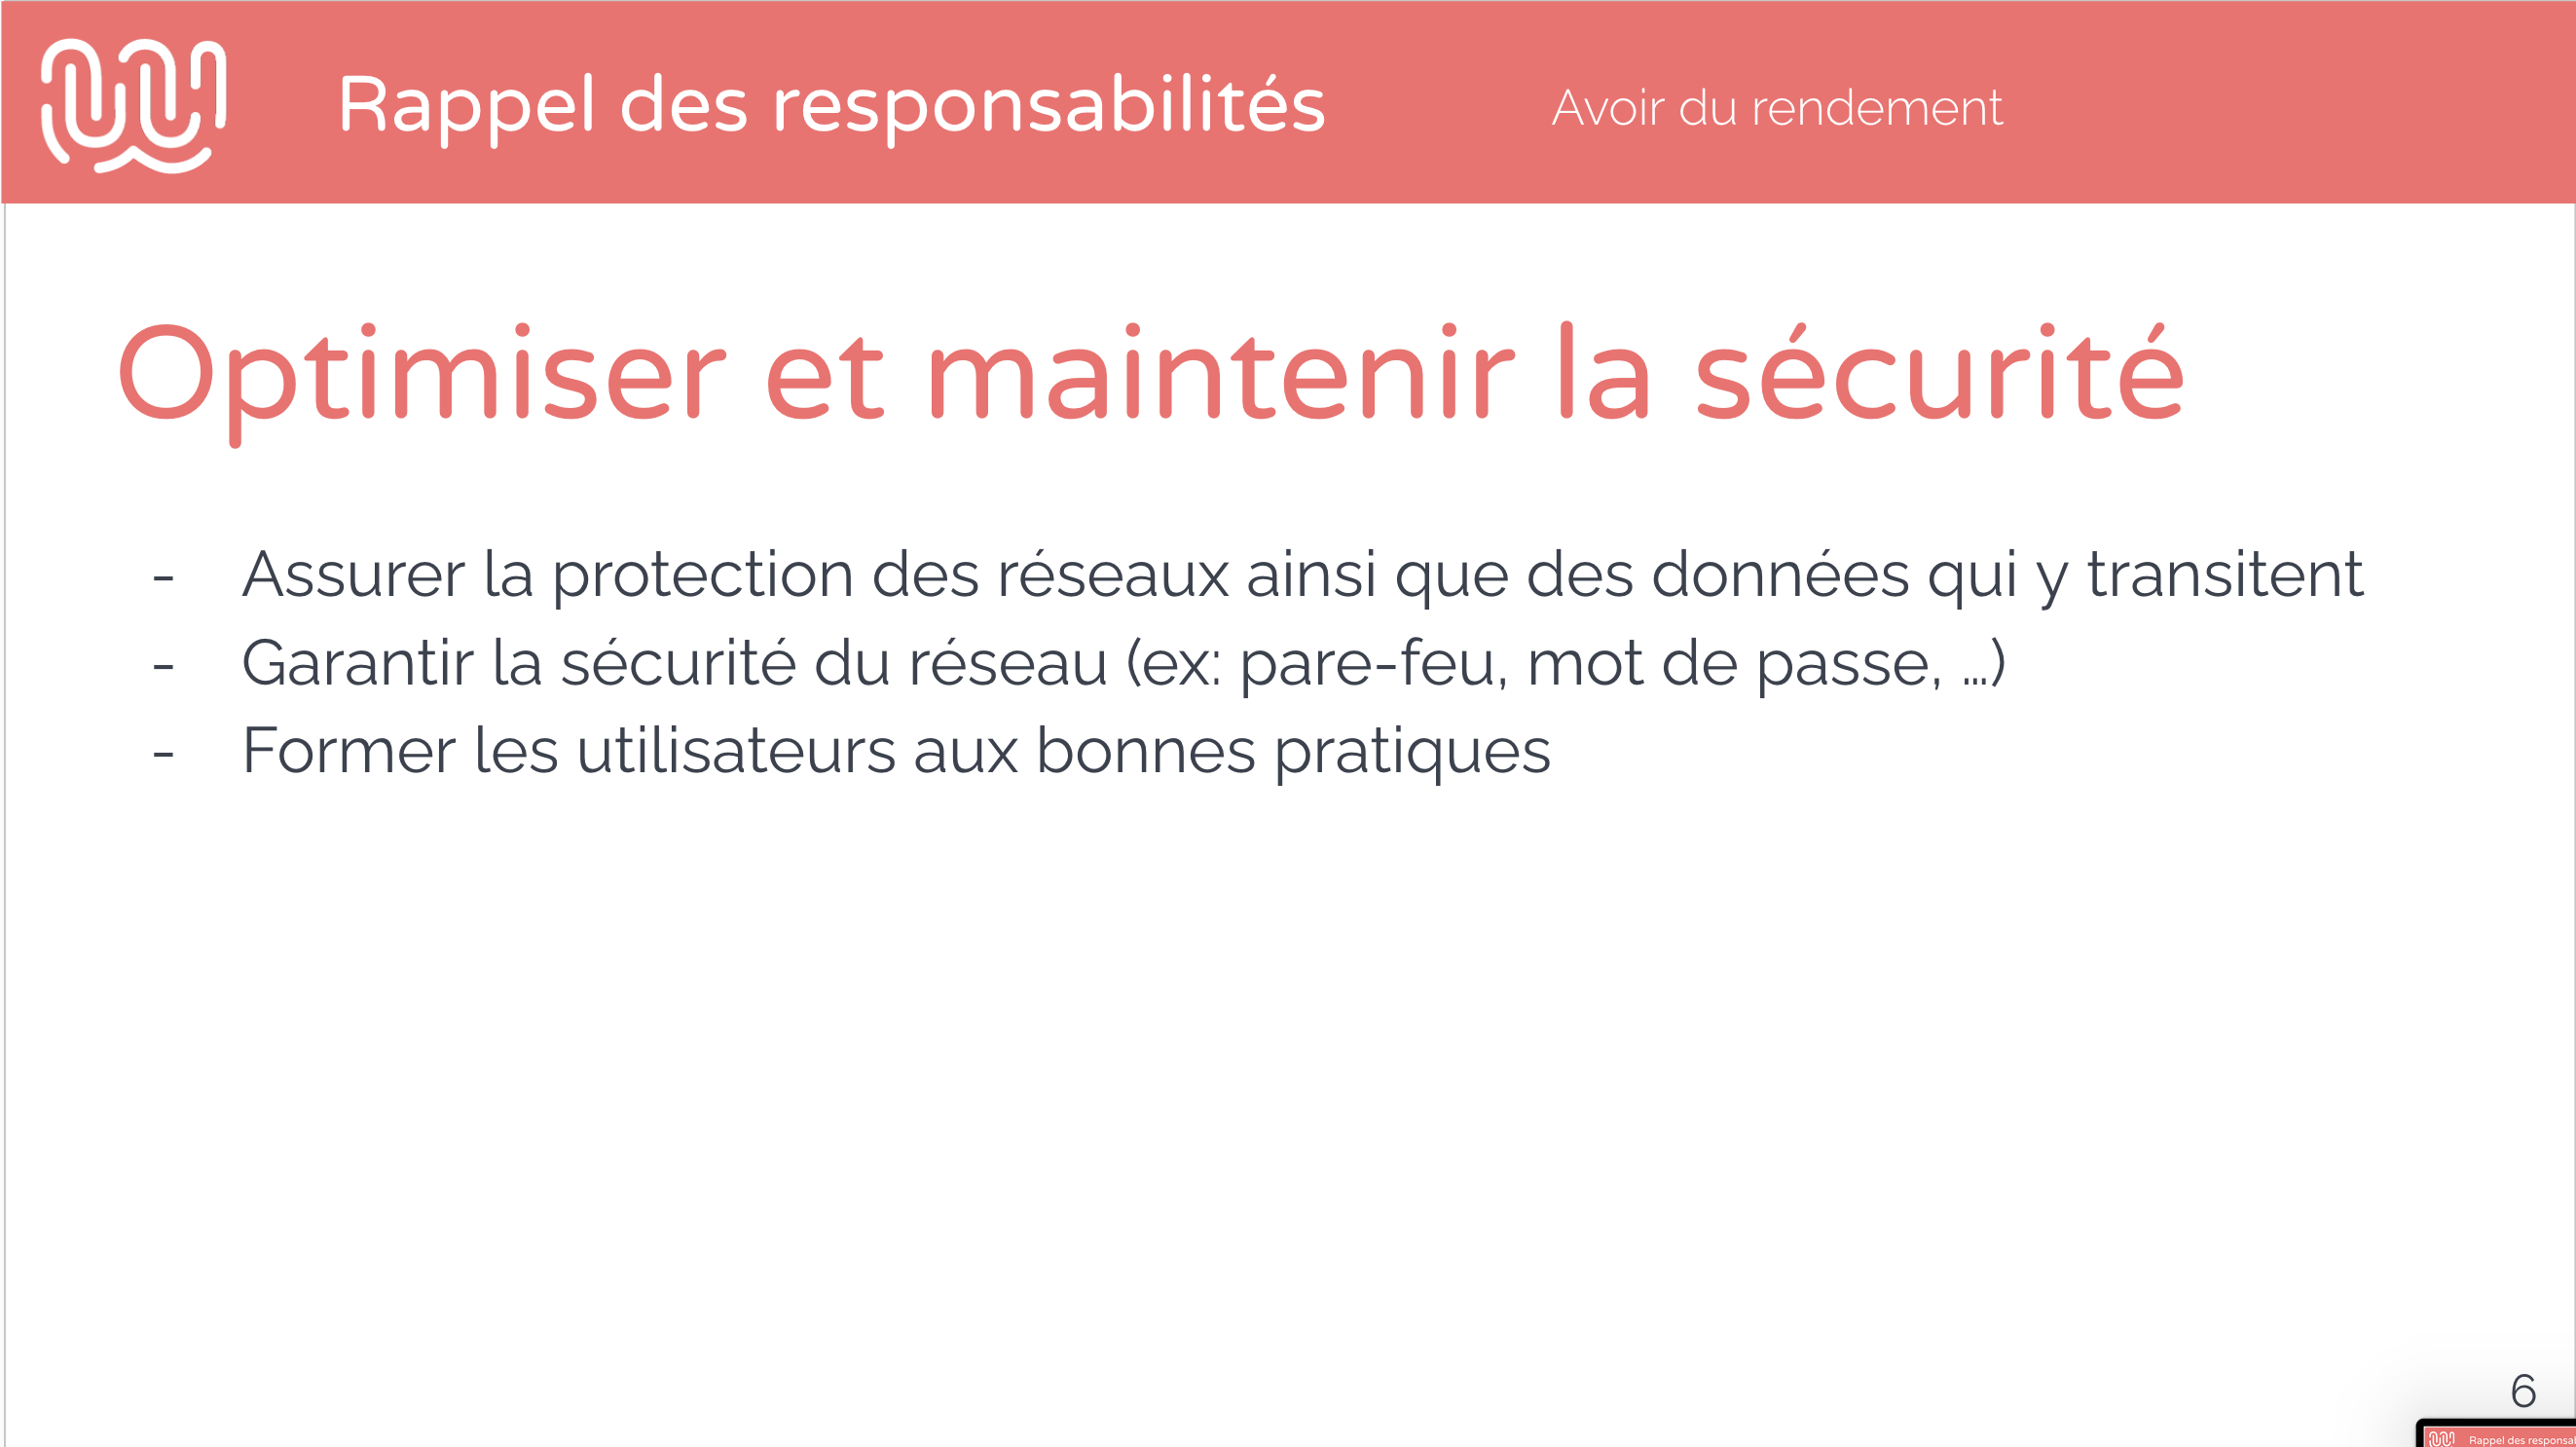 Rappel des responsabilités
Avoir du rendement
Optimiser et maintenir la sécurité
- Assurer la protection des réseaux ainsi que des données qui y transitent
- Garantir la sécurité du réseau (ex: pare-feu, mot de passe, ...)
- Former les utilisateurs aux bonnes pratiques
6
Rappel des responsa